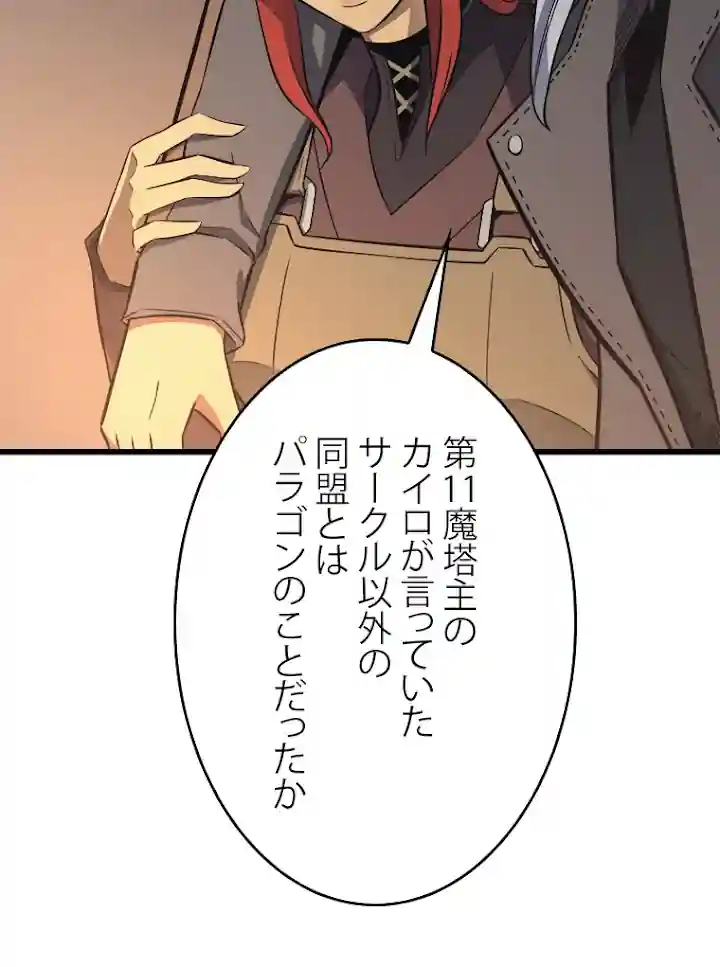 第11魔塔主の
カイロが言っていた
サークル以外の
同盟とは
パラゴンのことだったか